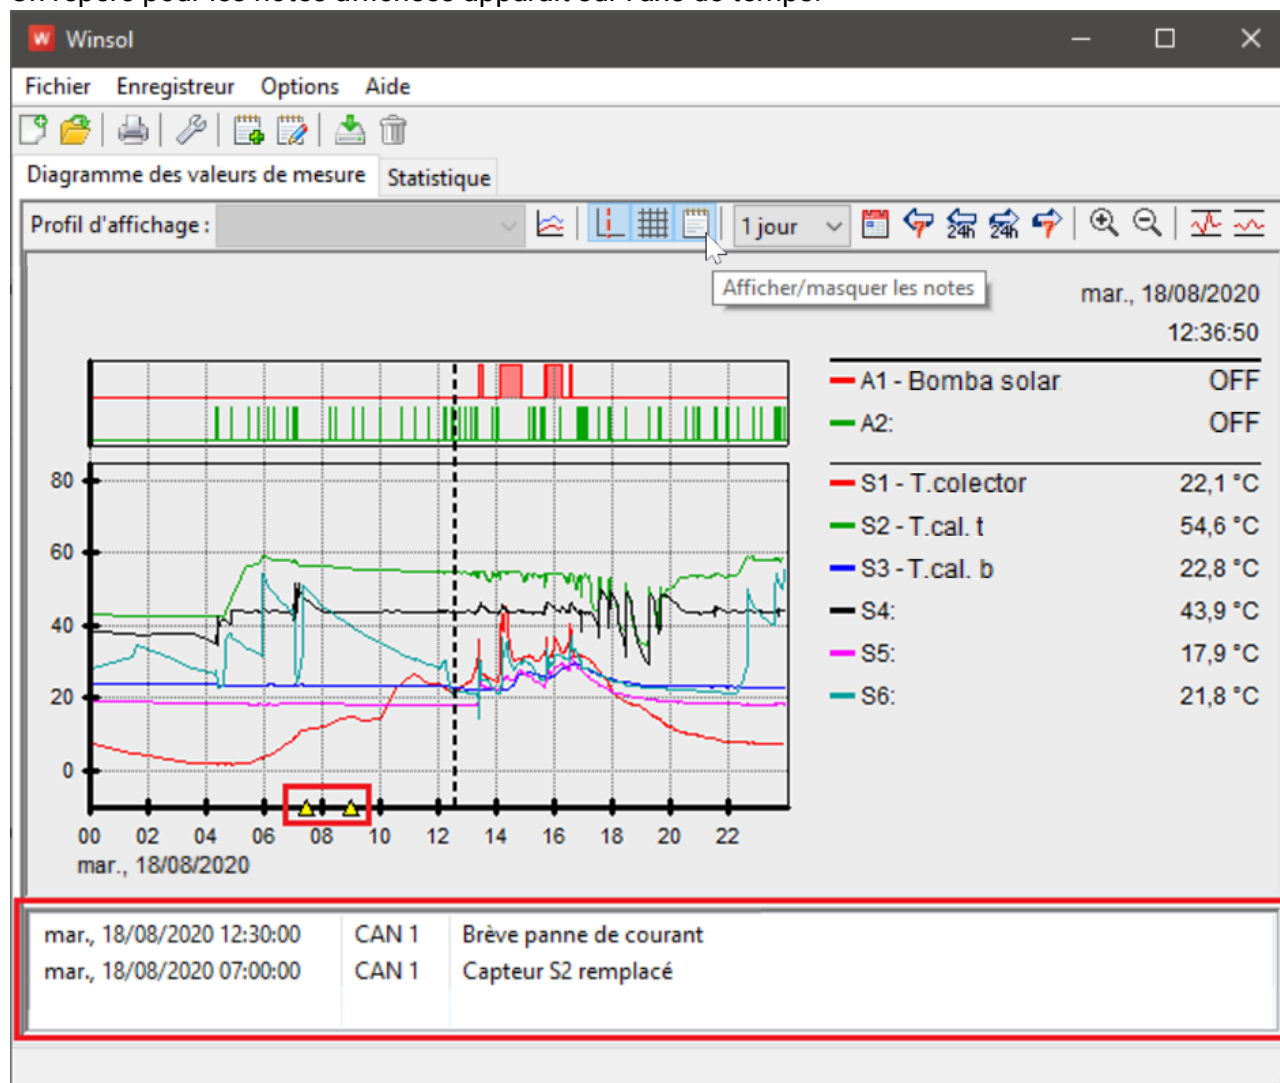 Winsol
Fichier Enregistreur Options Aide
Diagramme des valeurs de mesure Statistique
Profil d'affichage : 1 jour 24h 24h
Afficher/masquer les notes
mar., 18/08/2020
12:36:50
A1 - Bomba solar OFF
A2: OFF
80
60
40
20
0
S1 - T.colector 22,1 °C
S2 - T.cal. t 54,6 °C
S3 - T.cal. b 22,8 °C
S4: 43,9 °C
S5: 17,9 °C
S6: 21,8 °C
00 02 04 06 08 10 12 14 16 18 20 22
mar., 18/08/2020
mar., 18/08/2020 12:30:00 CAN 1 Brève panne de courant
mar., 18/08/2020 07:00:00 CAN 1 Capteur S2 remplacé